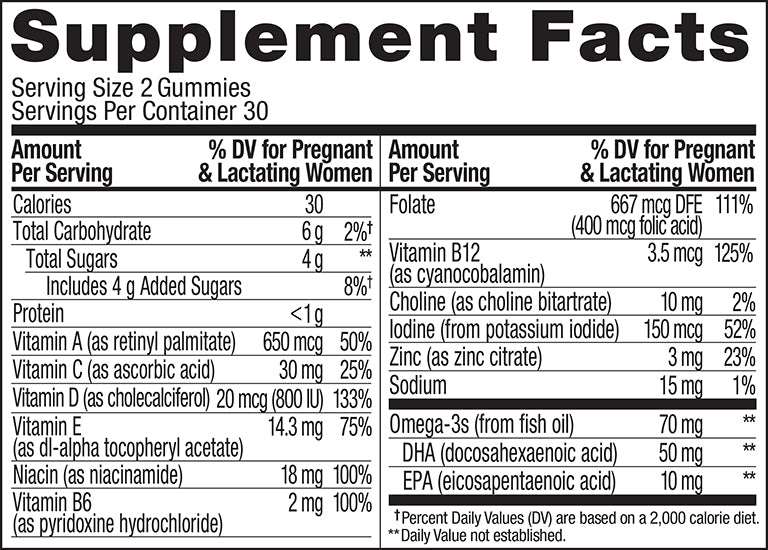 Supplement Facts
Serving Size 2 Gummies
Servings Per Container 30
Amount Per Serving % DV for Pregnant & Lactating Women
Calories 30
Total Carbohydrate 6 g 2%†
Total Sugars 4 g **
Includes 4 g Added Sugars 8%†
Protein <1 g
Vitamin A (as retinyl palmitate) 650 mcg 50%
Vitamin C (as ascorbic acid) 30 mg 25%
Vitamin D (as cholecalciferol) 20 mcg (800 IU) 133%
Vitamin E 14.3 mg 75%
(as dl-alpha tocopheryl acetate)
Niacin (as niacinamide) 18 mg 100%
Vitamin B6 2 mg 100%
(as pyridoxine hydrochloride)
Amount Per Serving % DV for Pregnant & Lactating Women
Folate 667 mcg DFE 111%
(400 mcg folic acid)
Vitamin B12 3.5 mcg 125%
(as cyanocobalamin)
Choline (as choline bitartrate) 10 mg 2%
Iodine (from potassium iodide) 150 mcg 52%
Zinc (as zinc citrate) 3 mg 23%
Sodium 15 mg 1%
Omega-3s (from fish oil) 70 mg **
DHA (docosahexaenoic acid) 50 mg **
EPA (eicosapentaenoic acid) 10 mg **
†Percent Daily Values (DV) are based on a 2,000 calorie diet.
**Daily Value not established.